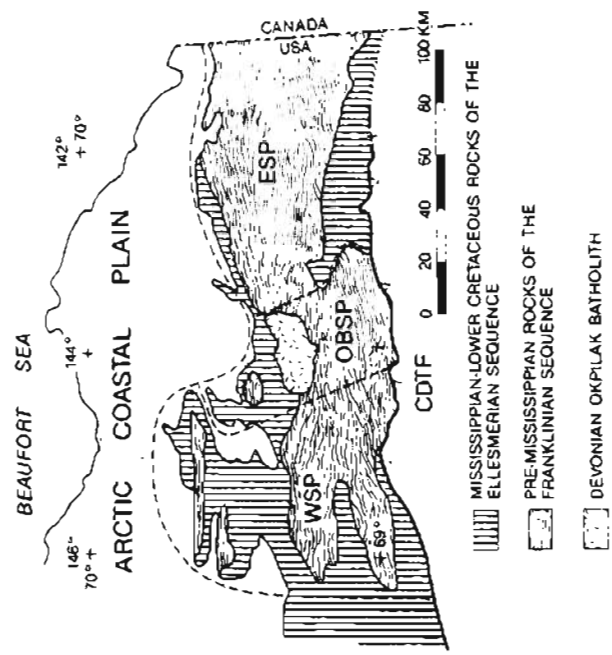 BEAUFORT SEA
CANADA
USA
146°
70° +
144°
+
142°
+ 70°
ARCTIC COASTAL PLAIN
WSP
OBSP
ESP
+ 69°
CDTF
0 20 40 60 80 100 KM
MISSISSIPPIAN-LOWER CRETACEOUS ROCKS OF THE
ELLESMERIAN SEQUENCE
PRE-MISSISSIPPIAN ROCKS OF THE
FRANKLINIAN SEQUENCE
DEVONIAN OKPILAK BATHOLITH